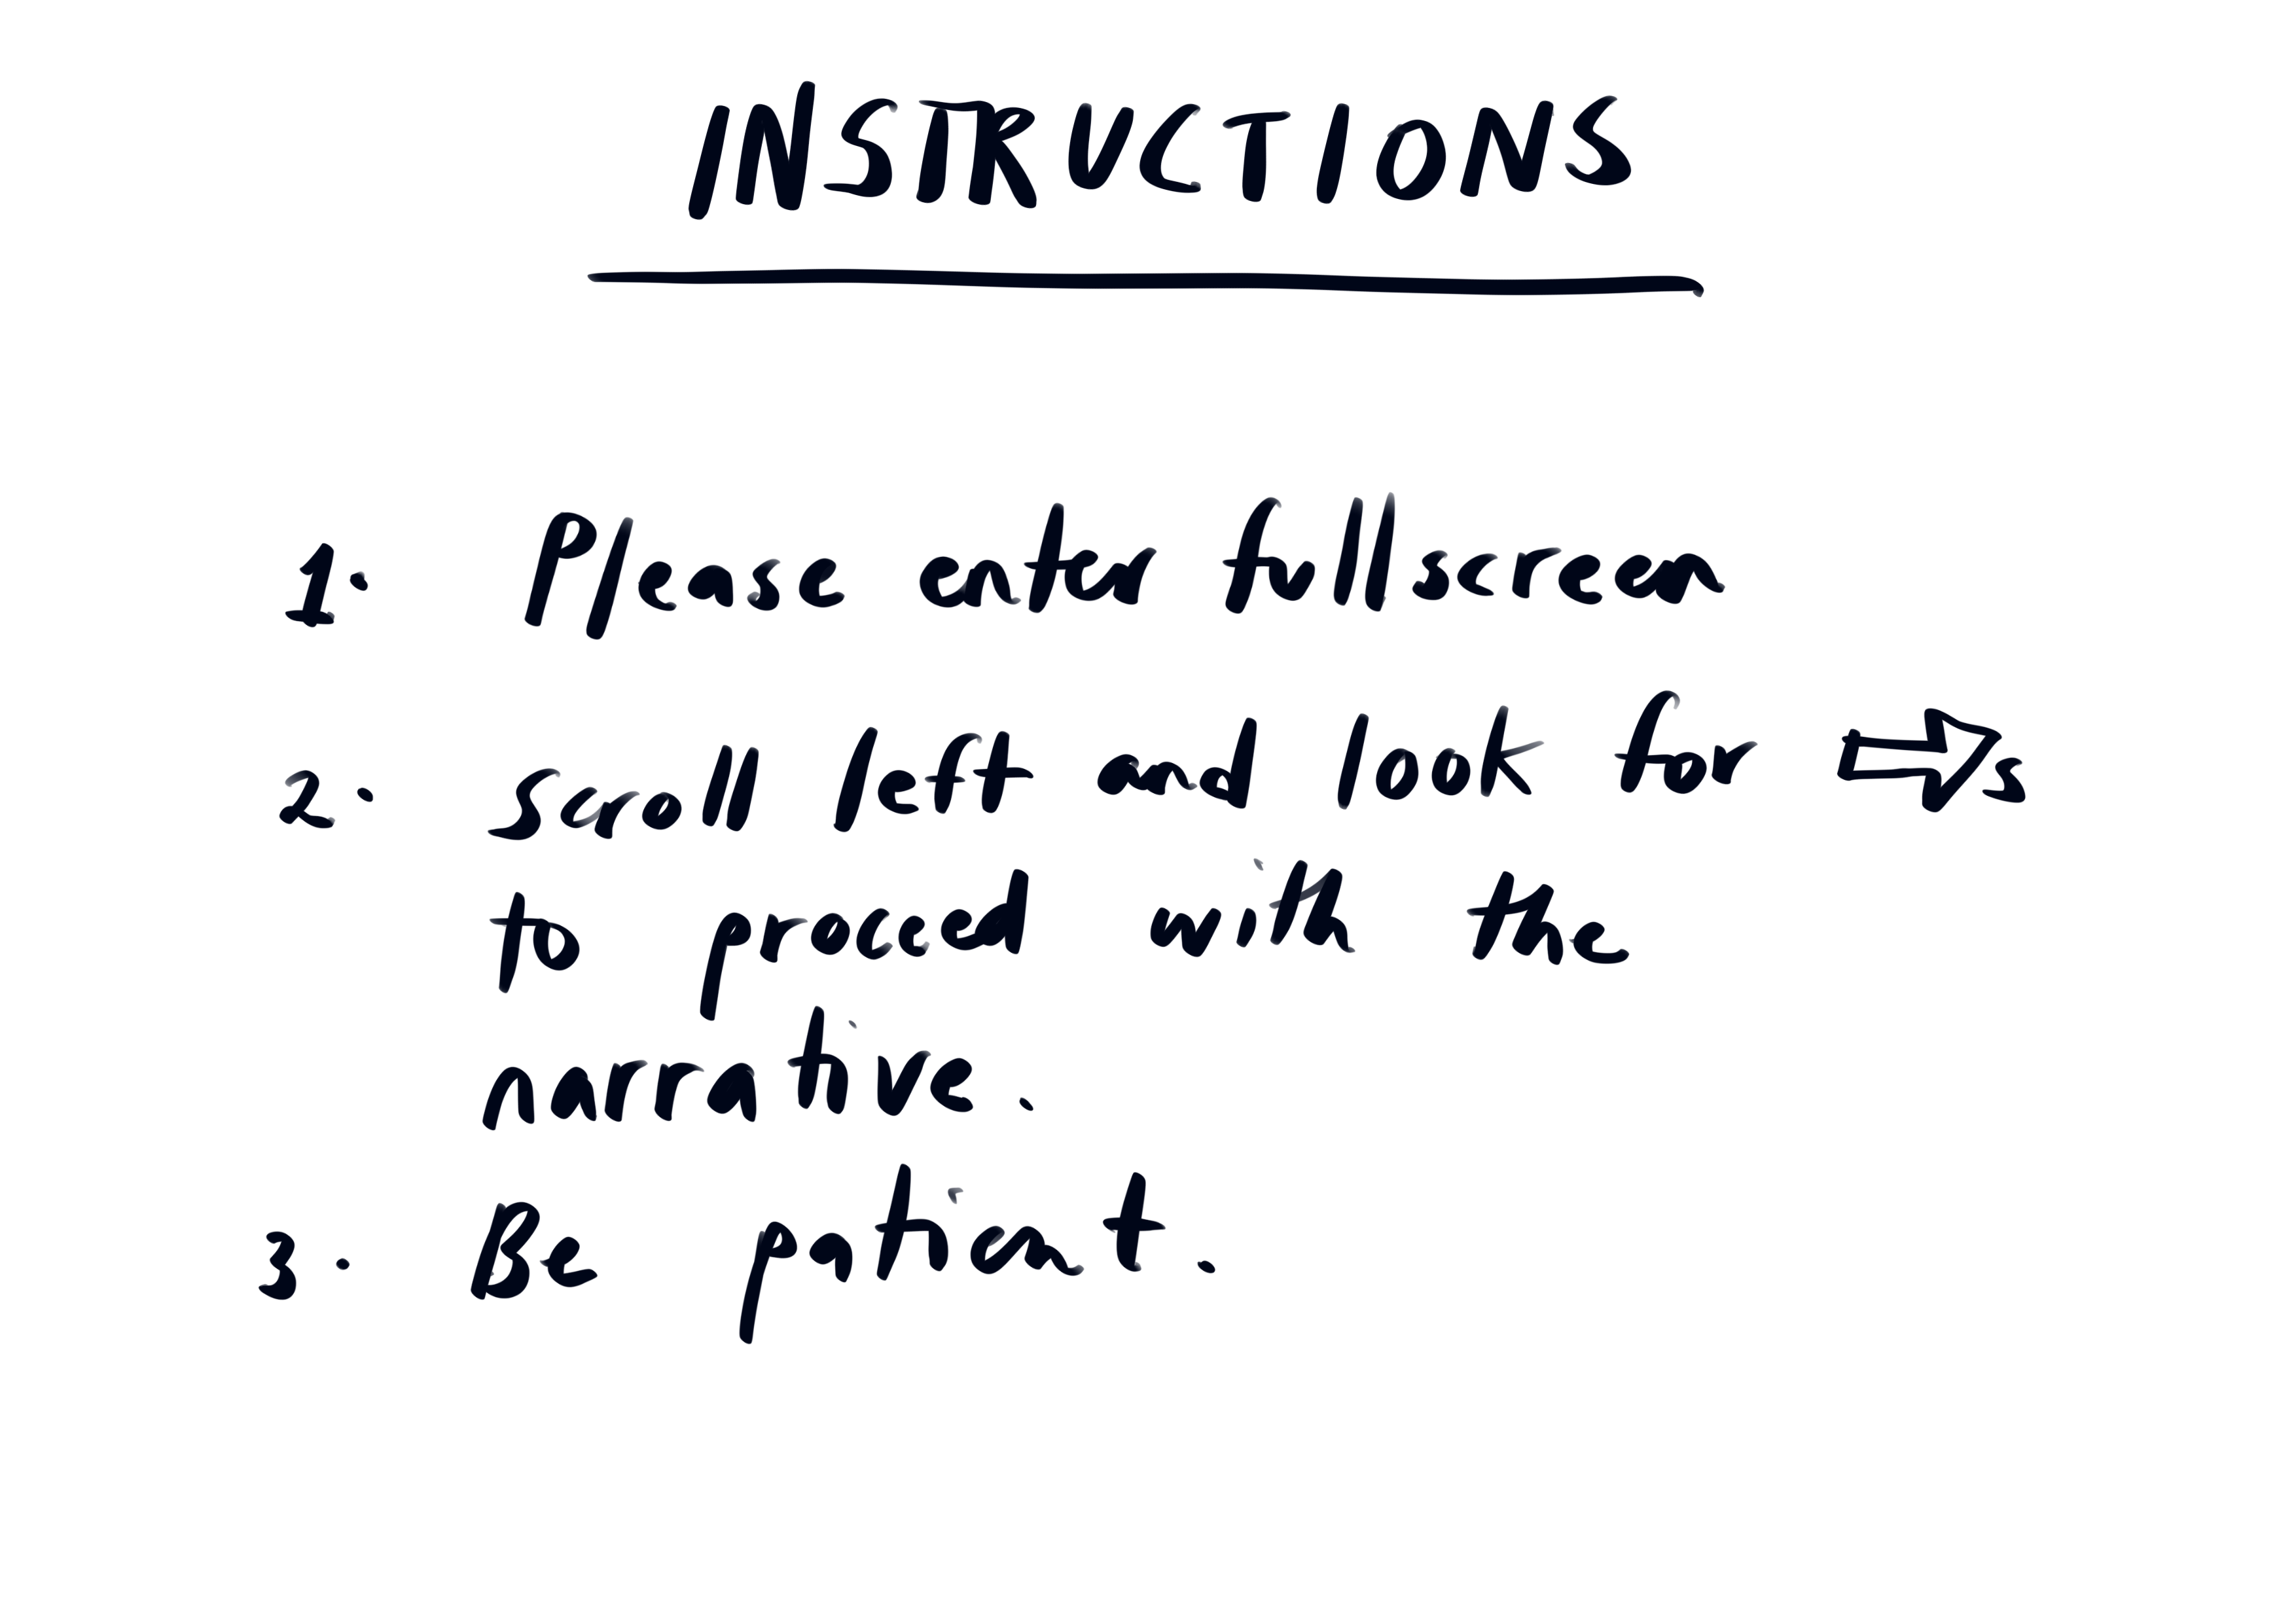 INSTRUCTIONS
1. Please enter fullscreen
2. Scroll left and look for ⇨s
to proceed with the
narrative.
3. Be patient.